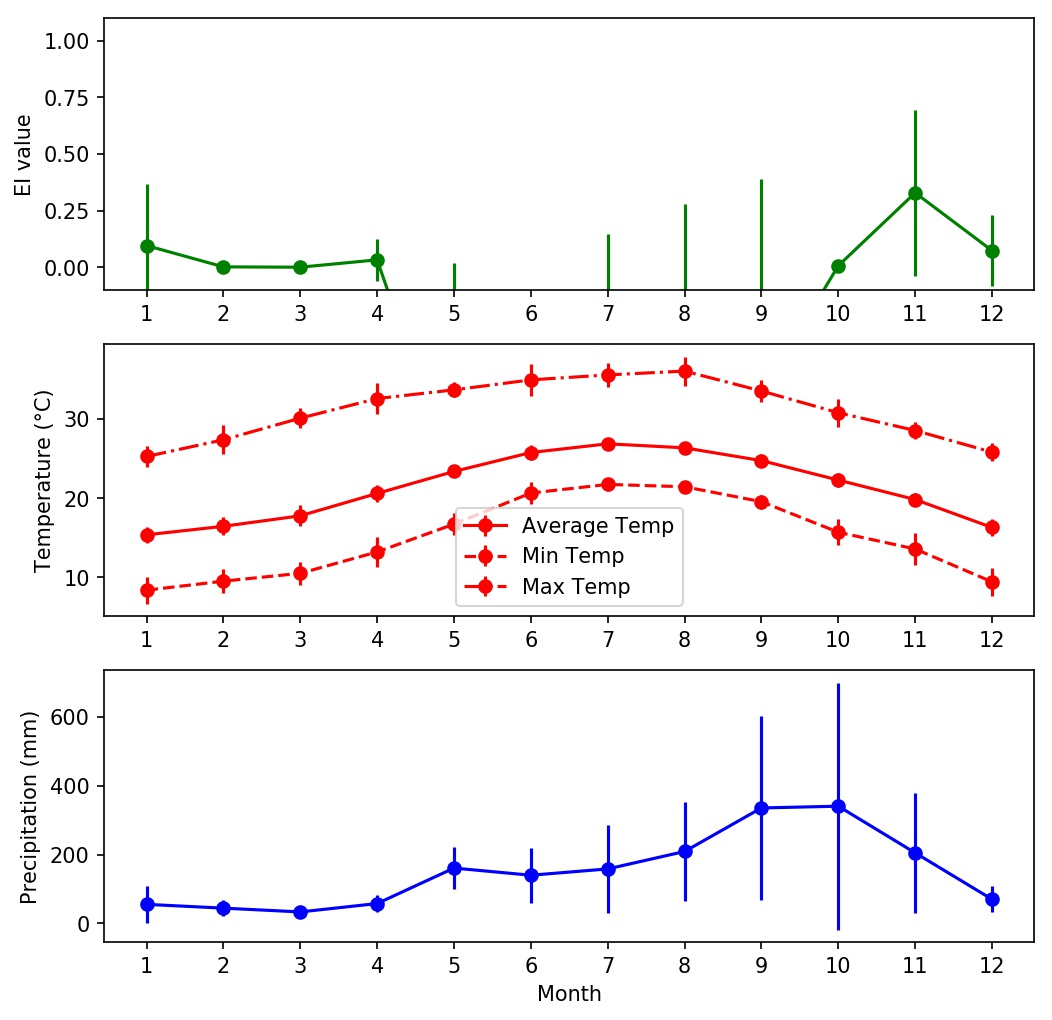 EI value
1.00
0.75
0.50
0.25
0.00
1 2 3 4 5 6 7 8 9 10 11 12
Temperature (°C)
30
20
10
Average Temp
Min Temp
Max Temp
1 2 3 4 5 6 7 8 9 10 11 12
Precipitation (mm)
600
400
200
0
1 2 3 4 5 6 7 8 9 10 11 12
Month